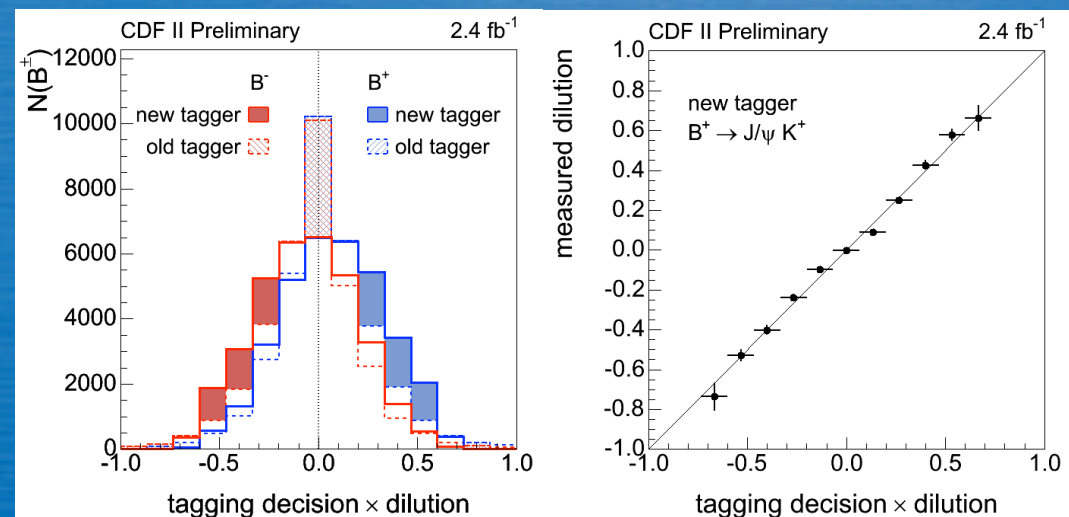 CDF II Preliminary 2.4 fb-1
N(B±)
12000
10000
8000
6000
4000
2000
0
B- B+
new tagger new tagger
old tagger old tagger
-1.0 -0.5 0.0 0.5 1.0
tagging decision × dilution
CDF II Preliminary 2.4 fb-1
measured dilution
1.0
0.8
0.6
0.4
0.2
0.0
-0.2
-0.4
-0.6
-0.8
-1.0
new tagger
B+ → J/ψ K+
-1.0 -0.5 0.0 0.5 1.0
tagging decision × dilution